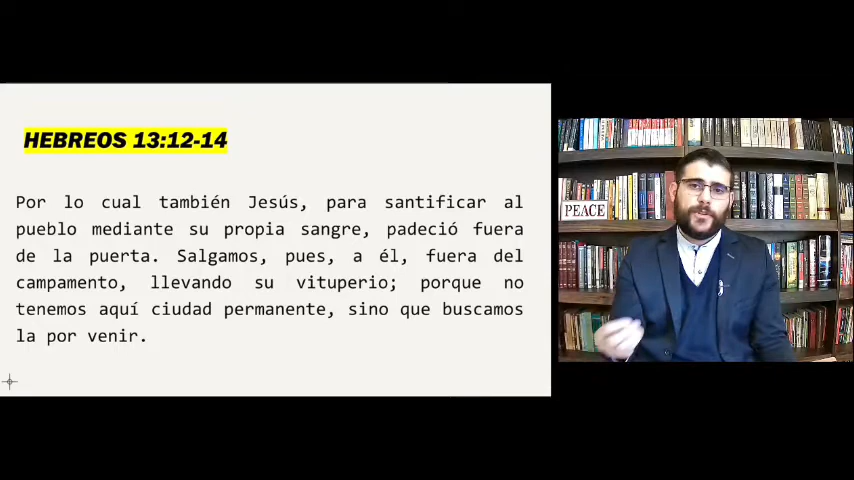 HEBREOS 13:12-14
Por lo cual también Jesús, para santificar al
pueblo mediante su propia sangre, padeció fuera
de la puerta. Salgamos, pues, a él, fuera del
campamento, llevando su vituperio; porque no
tenemos aquí ciudad permanente, sino que buscamos
la por venir.
PEACE